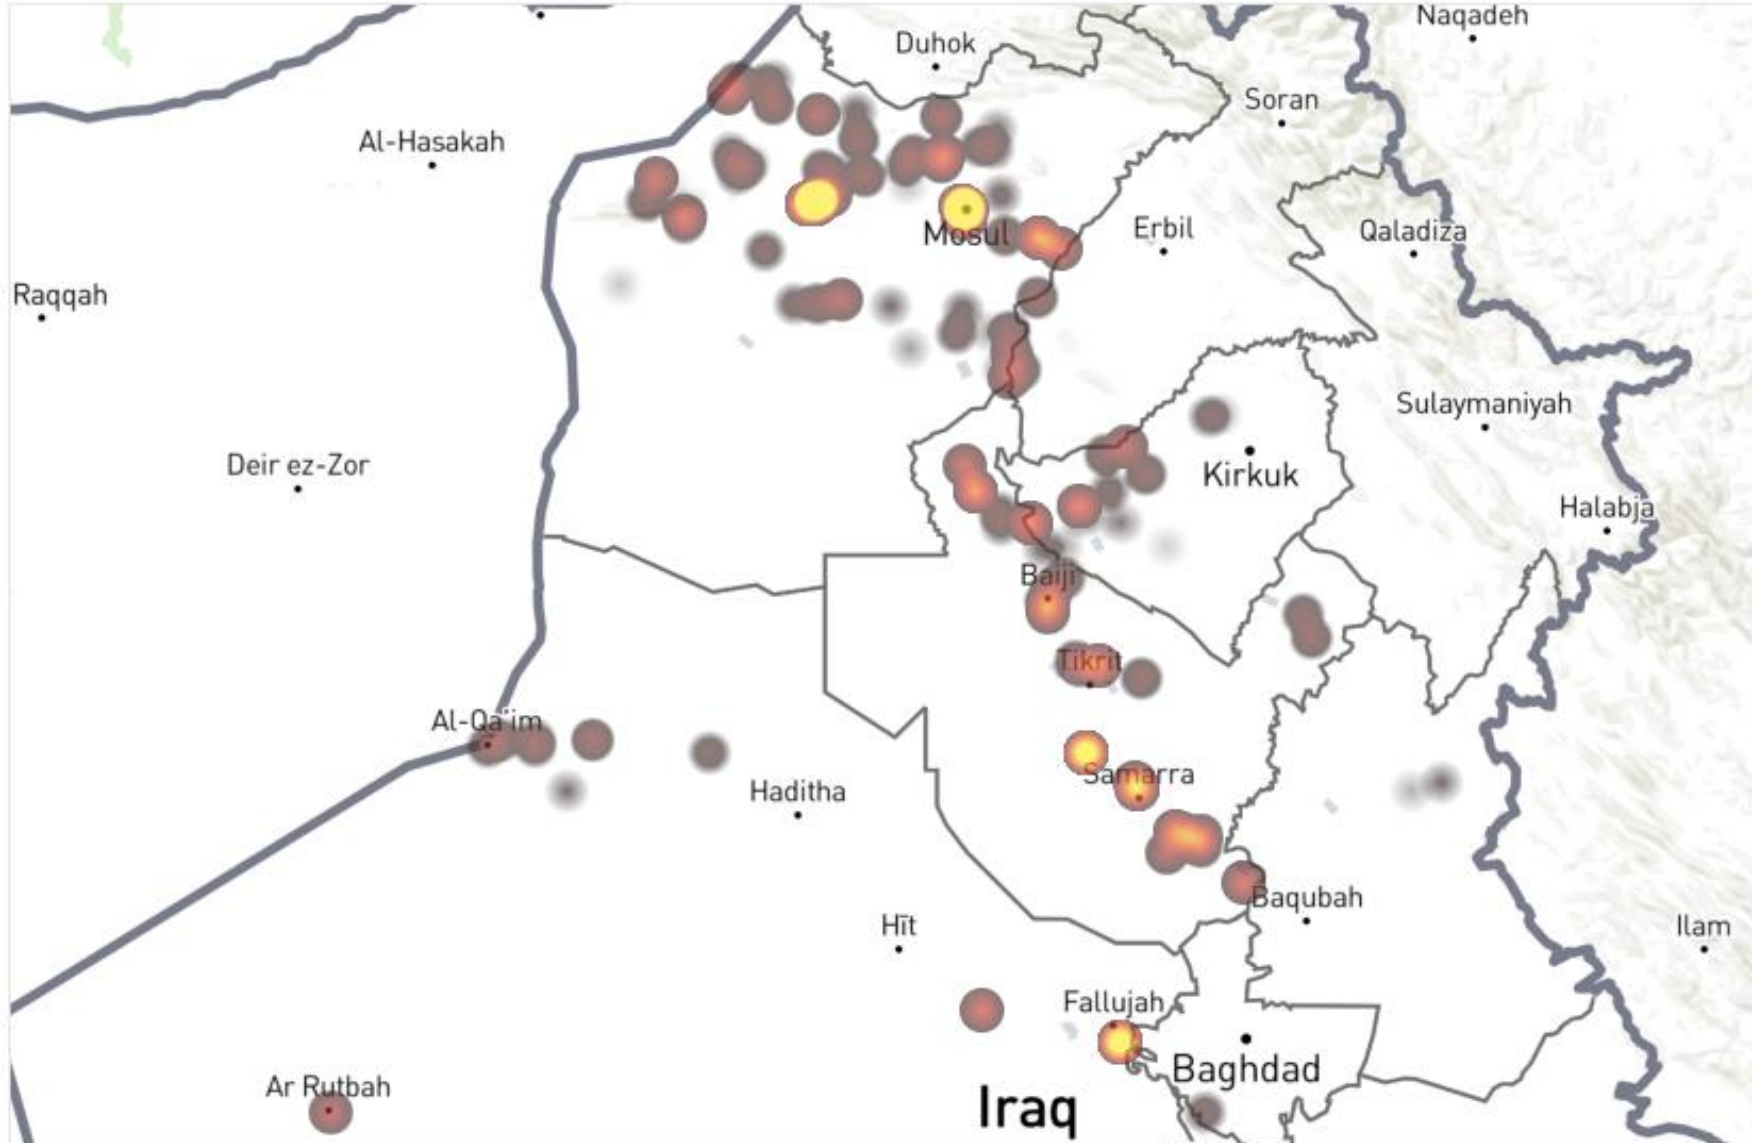 Naqadeh
Duhok
Soran
Al-Hasakah
Mosul
Erbil
Qaladiza
Raqqah
Sulaymaniyah
Deir ez-Zor
Kirkuk
Halabja
Baiji
Tikrit
Al-Qa'im
Samarra
Haditha
Baqubah
Hīt
Ilam
Fallujah
Baghdad
Ar Rutbah
Iraq